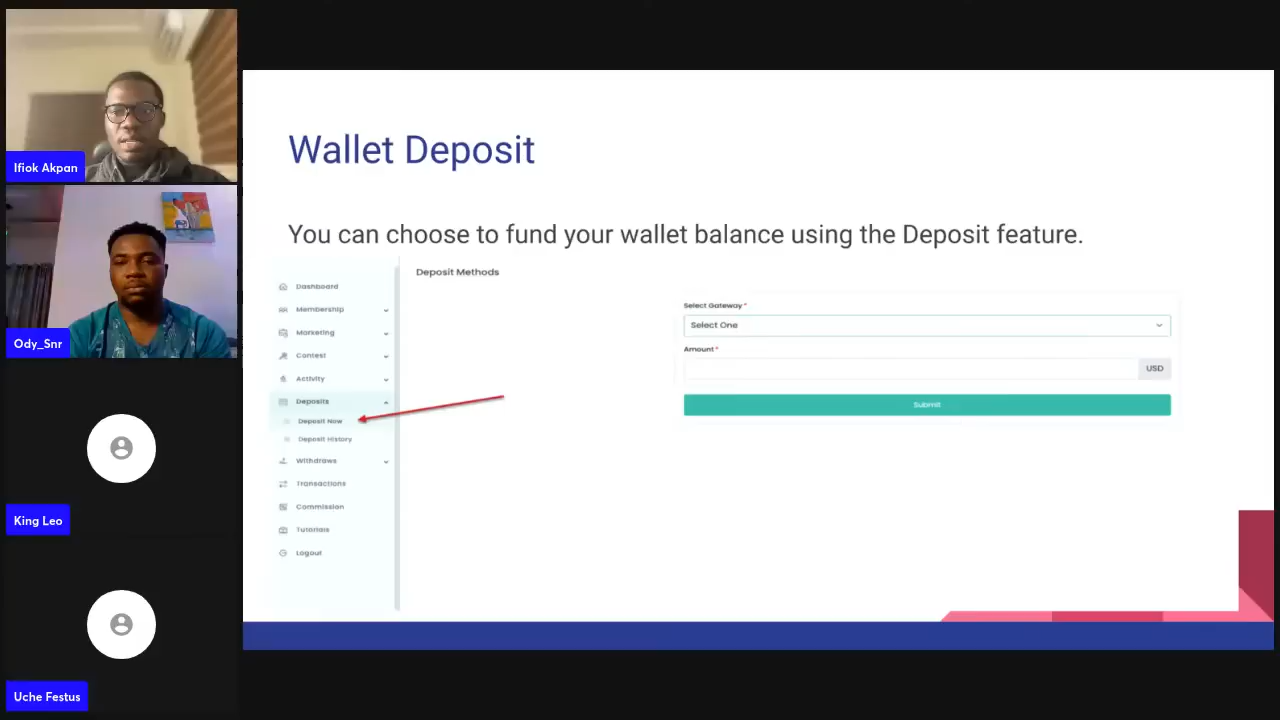 Ifiok Akpan
Ody_Snr
King Leo
Uche Festus
Wallet Deposit
You can choose to fund your wallet balance using the Deposit feature.
Dashboard
Membership
Marketing
Contest
Activity
Deposits
Deposit Now
Deposit History
Withdraws
Transactions
Commission
Tutorials
Logout
Deposit Methods
Select Gateway *
Select One
Amount *
USD
Submit